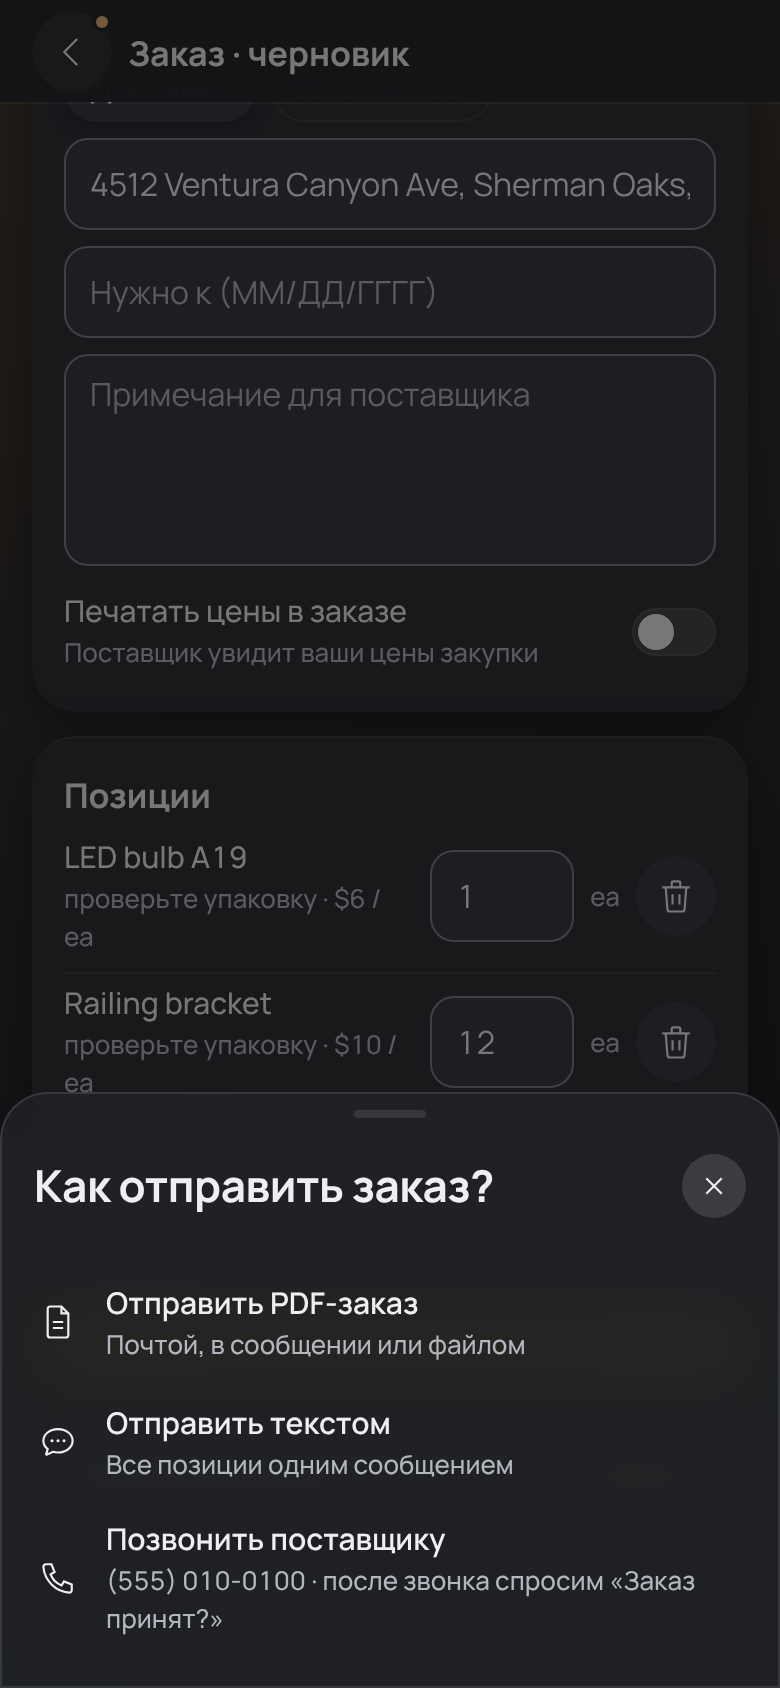 Заказ · черновик
4512 Ventura Canyon Ave, Sherman Oaks,
Нужно к (ММ/ДД/ГГГГ)
Примечание для поставщика
Печатать цены в заказе
Поставщик увидит ваши цены закупки
Позиции
LED bulb A19
проверьте упаковку · $6 /
ea
1
ea
Railing bracket
проверьте упаковку · $10 /
ea
12
ea
Как отправить заказ?
Отправить PDF-заказ
Почтой, в сообщении или файлом
Отправить текстом
Все позиции одним сообщением
Позвонить поставщику
(555) 010-0100 · после звонка спросим «Заказ
принят?»